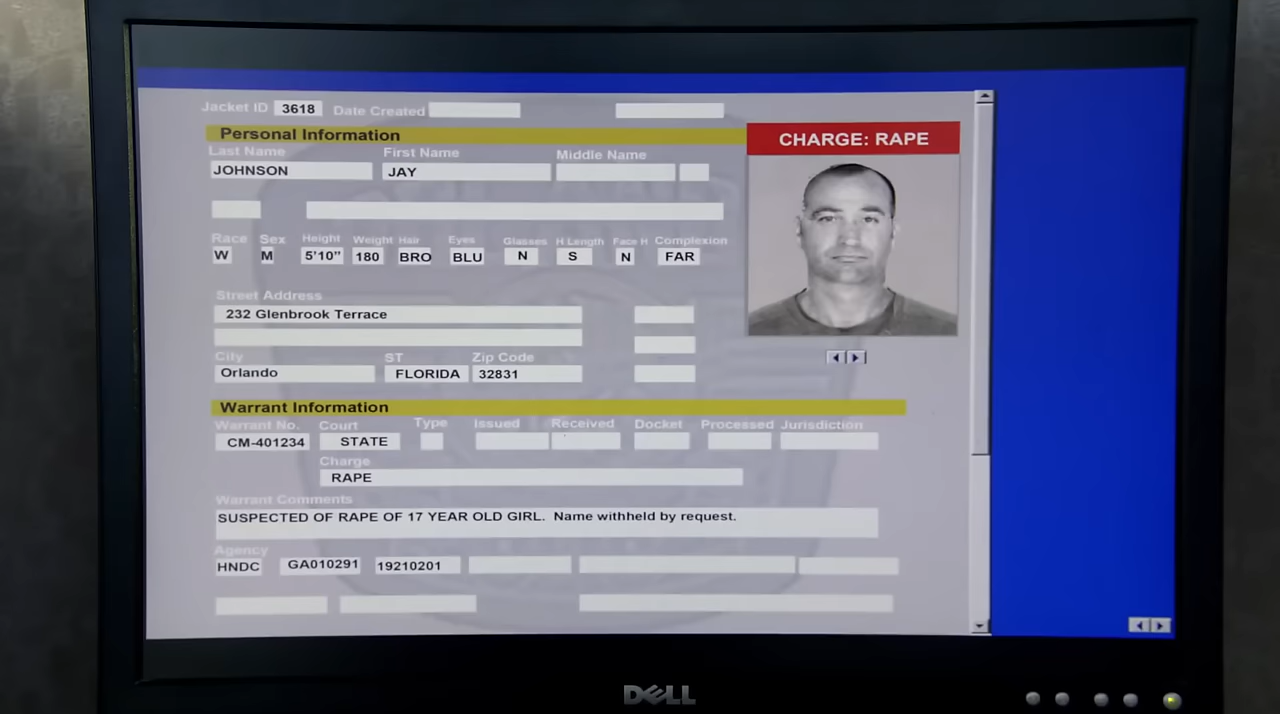 Jacket ID 3618 Date Created
Personal Information
CHARGE: RAPE
Last Name First Name Middle Name
JOHNSON JAY
Race Sex Height Weight Hair Eyes Glasses H Length Face H Complexion
W M 5'10" 180 BRO BLU N S N FAR
Street Address
232 Glenbrook Terrace
City ST Zip Code
Orlando FLORIDA 32831
Warrant Information
Warrant No. Court Type Issued Received Docket Processed Jurisdiction
CM-401234 STATE
Charge
RAPE
Warrant Comments
SUSPECTED OF RAPE OF 17 YEAR OLD GIRL. Name withheld by request.
Agency
HNDC GA010291 19210201
DELL